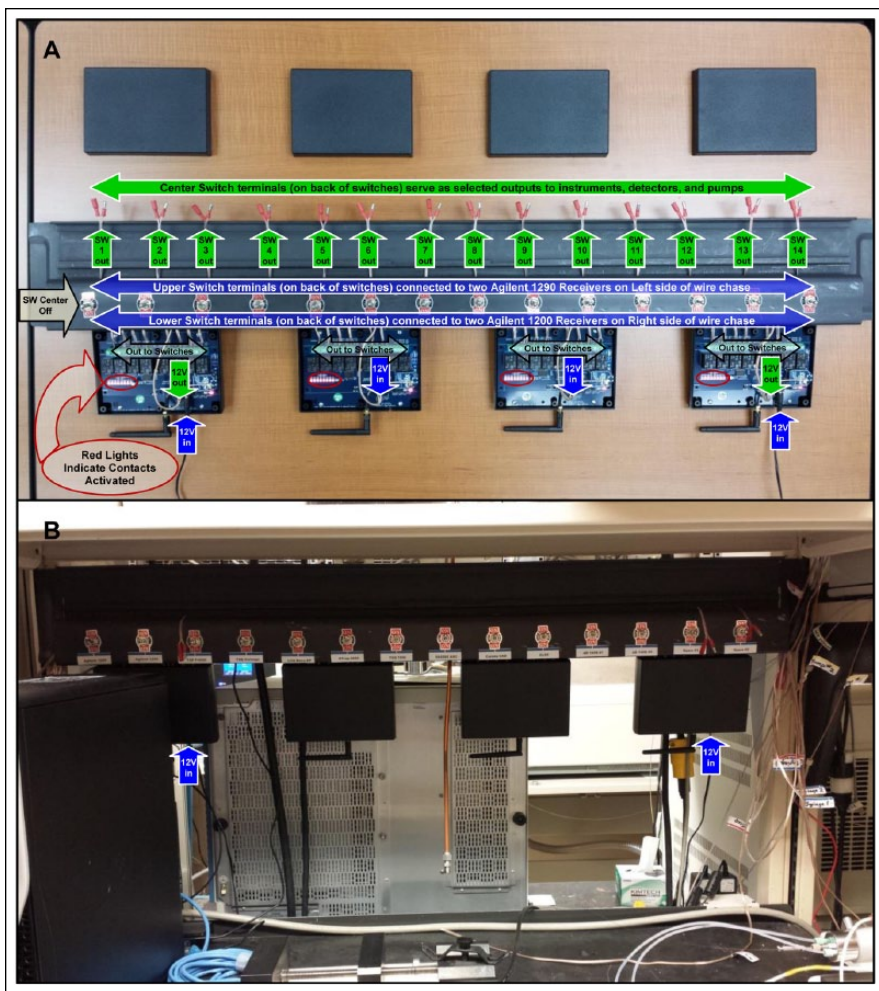 A
Center Switch terminals (on back of switches) serve as selected outputs to instruments, detectors, and pumps
SW 1 out
SW 2 out
SW 3 out
SW 4 out
SW 5 out
SW 6 out
SW 7 out
SW 8 out
SW 9 out
SW 10 out
SW 11 out
SW 12 out
SW 13 out
SW 14 out
Upper Switch terminals (on back of switches) connected to two Agilent 1290 Receivers on Left side of wire chase
SW Center
Off
Lower Switch terminals (on back of switches) connected to two Agilent 1200 Receivers on Right side of wire chase
Out to Switches
Out to Switches
Out to Switches
Out to Switches
12V out
12V in
12V in
12V out
12V in
12V in
Red Lights
Indicate Contacts
Activated
B
12V in
12V in